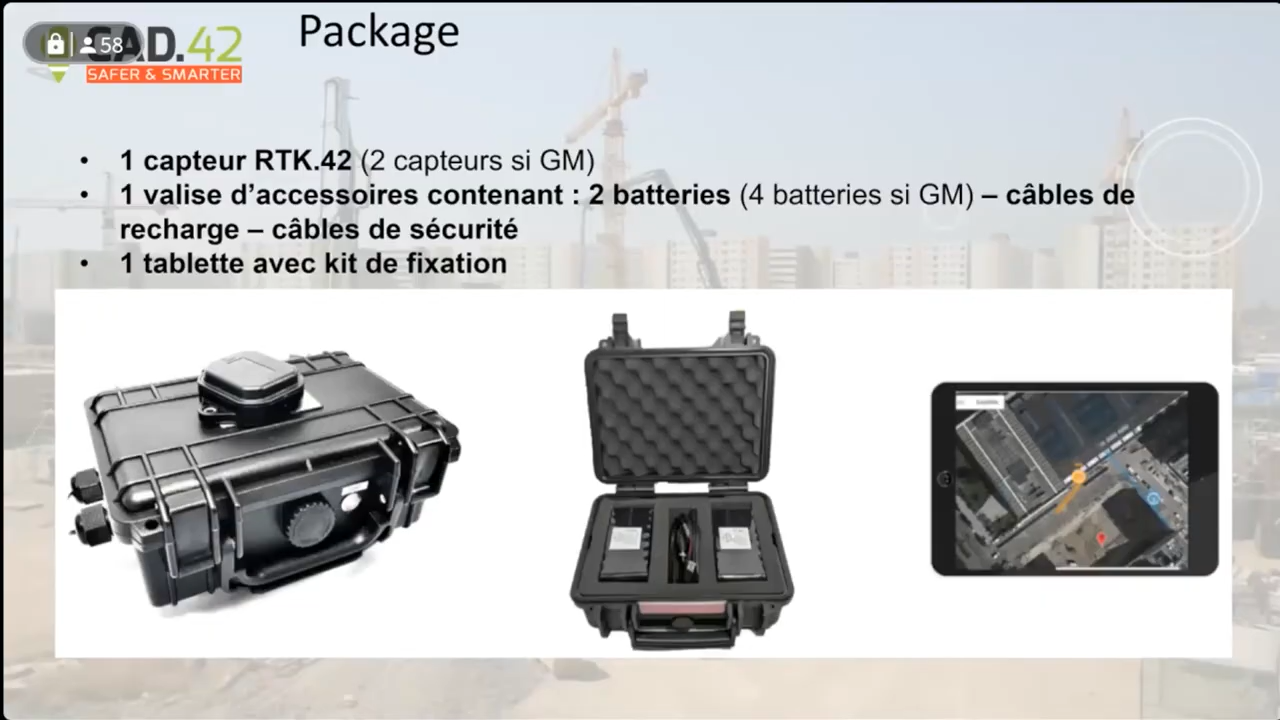 Package
58
CAD.42
SAFER & SMARTER
• 1 capteur RTK.42 (2 capteurs si GM)
• 1 valise d’accessoires contenant : 2 batteries (4 batteries si GM) – câbles de
recharge – câbles de sécurité
• 1 tablette avec kit de fixation